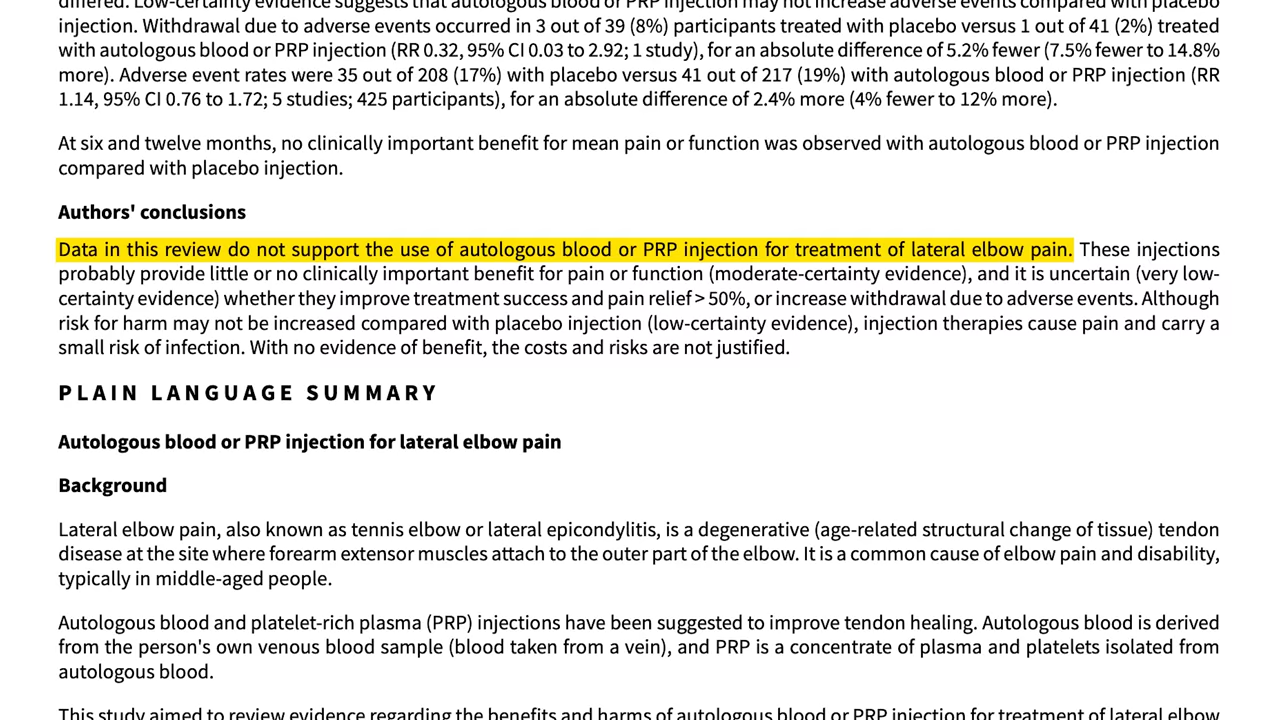 differed. Low-certainty evidence suggests that autologous blood or PRP injection may not increase adverse events compared with placebo
injection. Withdrawal due to adverse events occurred in 3 out of 39 (8%) participants treated with placebo versus 1 out of 41 (2%) treated
with autologous blood or PRP injection (RR 0.32, 95% CI 0.03 to 2.92; 1 study), for an absolute difference of 5.2% fewer (7.5% fewer to 14.8%
more). Adverse event rates were 35 out of 208 (17%) with placebo versus 41 out of 217 (19%) with autologous blood or PRP injection (RR
1.14, 95% CI 0.76 to 1.72; 5 studies; 425 participants), for an absolute difference of 2.4% more (4% fewer to 12% more).
At six and twelve months, no clinically important benefit for mean pain or function was observed with autologous blood or PRP injection
compared with placebo injection.
Authors' conclusions
Data in this review do not support the use of autologous blood or PRP injection for treatment of lateral elbow pain. These injections
probably provide little or no clinically important benefit for pain or function (moderate-certainty evidence), and it is uncertain (very low-
certainty evidence) whether they improve treatment success and pain relief > 50%, or increase withdrawal due to adverse events. Although
risk for harm may not be increased compared with placebo injection (low-certainty evidence), injection therapies cause pain and carry a
small risk of infection. With no evidence of benefit, the costs and risks are not justified.
PLAIN LANGUAGE SUMMARY
Autologous blood or PRP injection for lateral elbow pain
Background
Lateral elbow pain, also known as tennis elbow or lateral epicondylitis, is a degenerative (age-related structural change of tissue) tendon
disease at the site where forearm extensor muscles attach to the outer part of the elbow. It is a common cause of elbow pain and disability,
typically in middle-aged people.
Autologous blood and platelet-rich plasma (PRP) injections have been suggested to improve tendon healing. Autologous blood is derived
from the person's own venous blood sample (blood taken from a vein), and PRP is a concentrate of plasma and platelets isolated from
autologous blood.
This study aimed to review evidence regarding the benefits and harms of autologous blood or PRP injection for treatment of lateral elbow